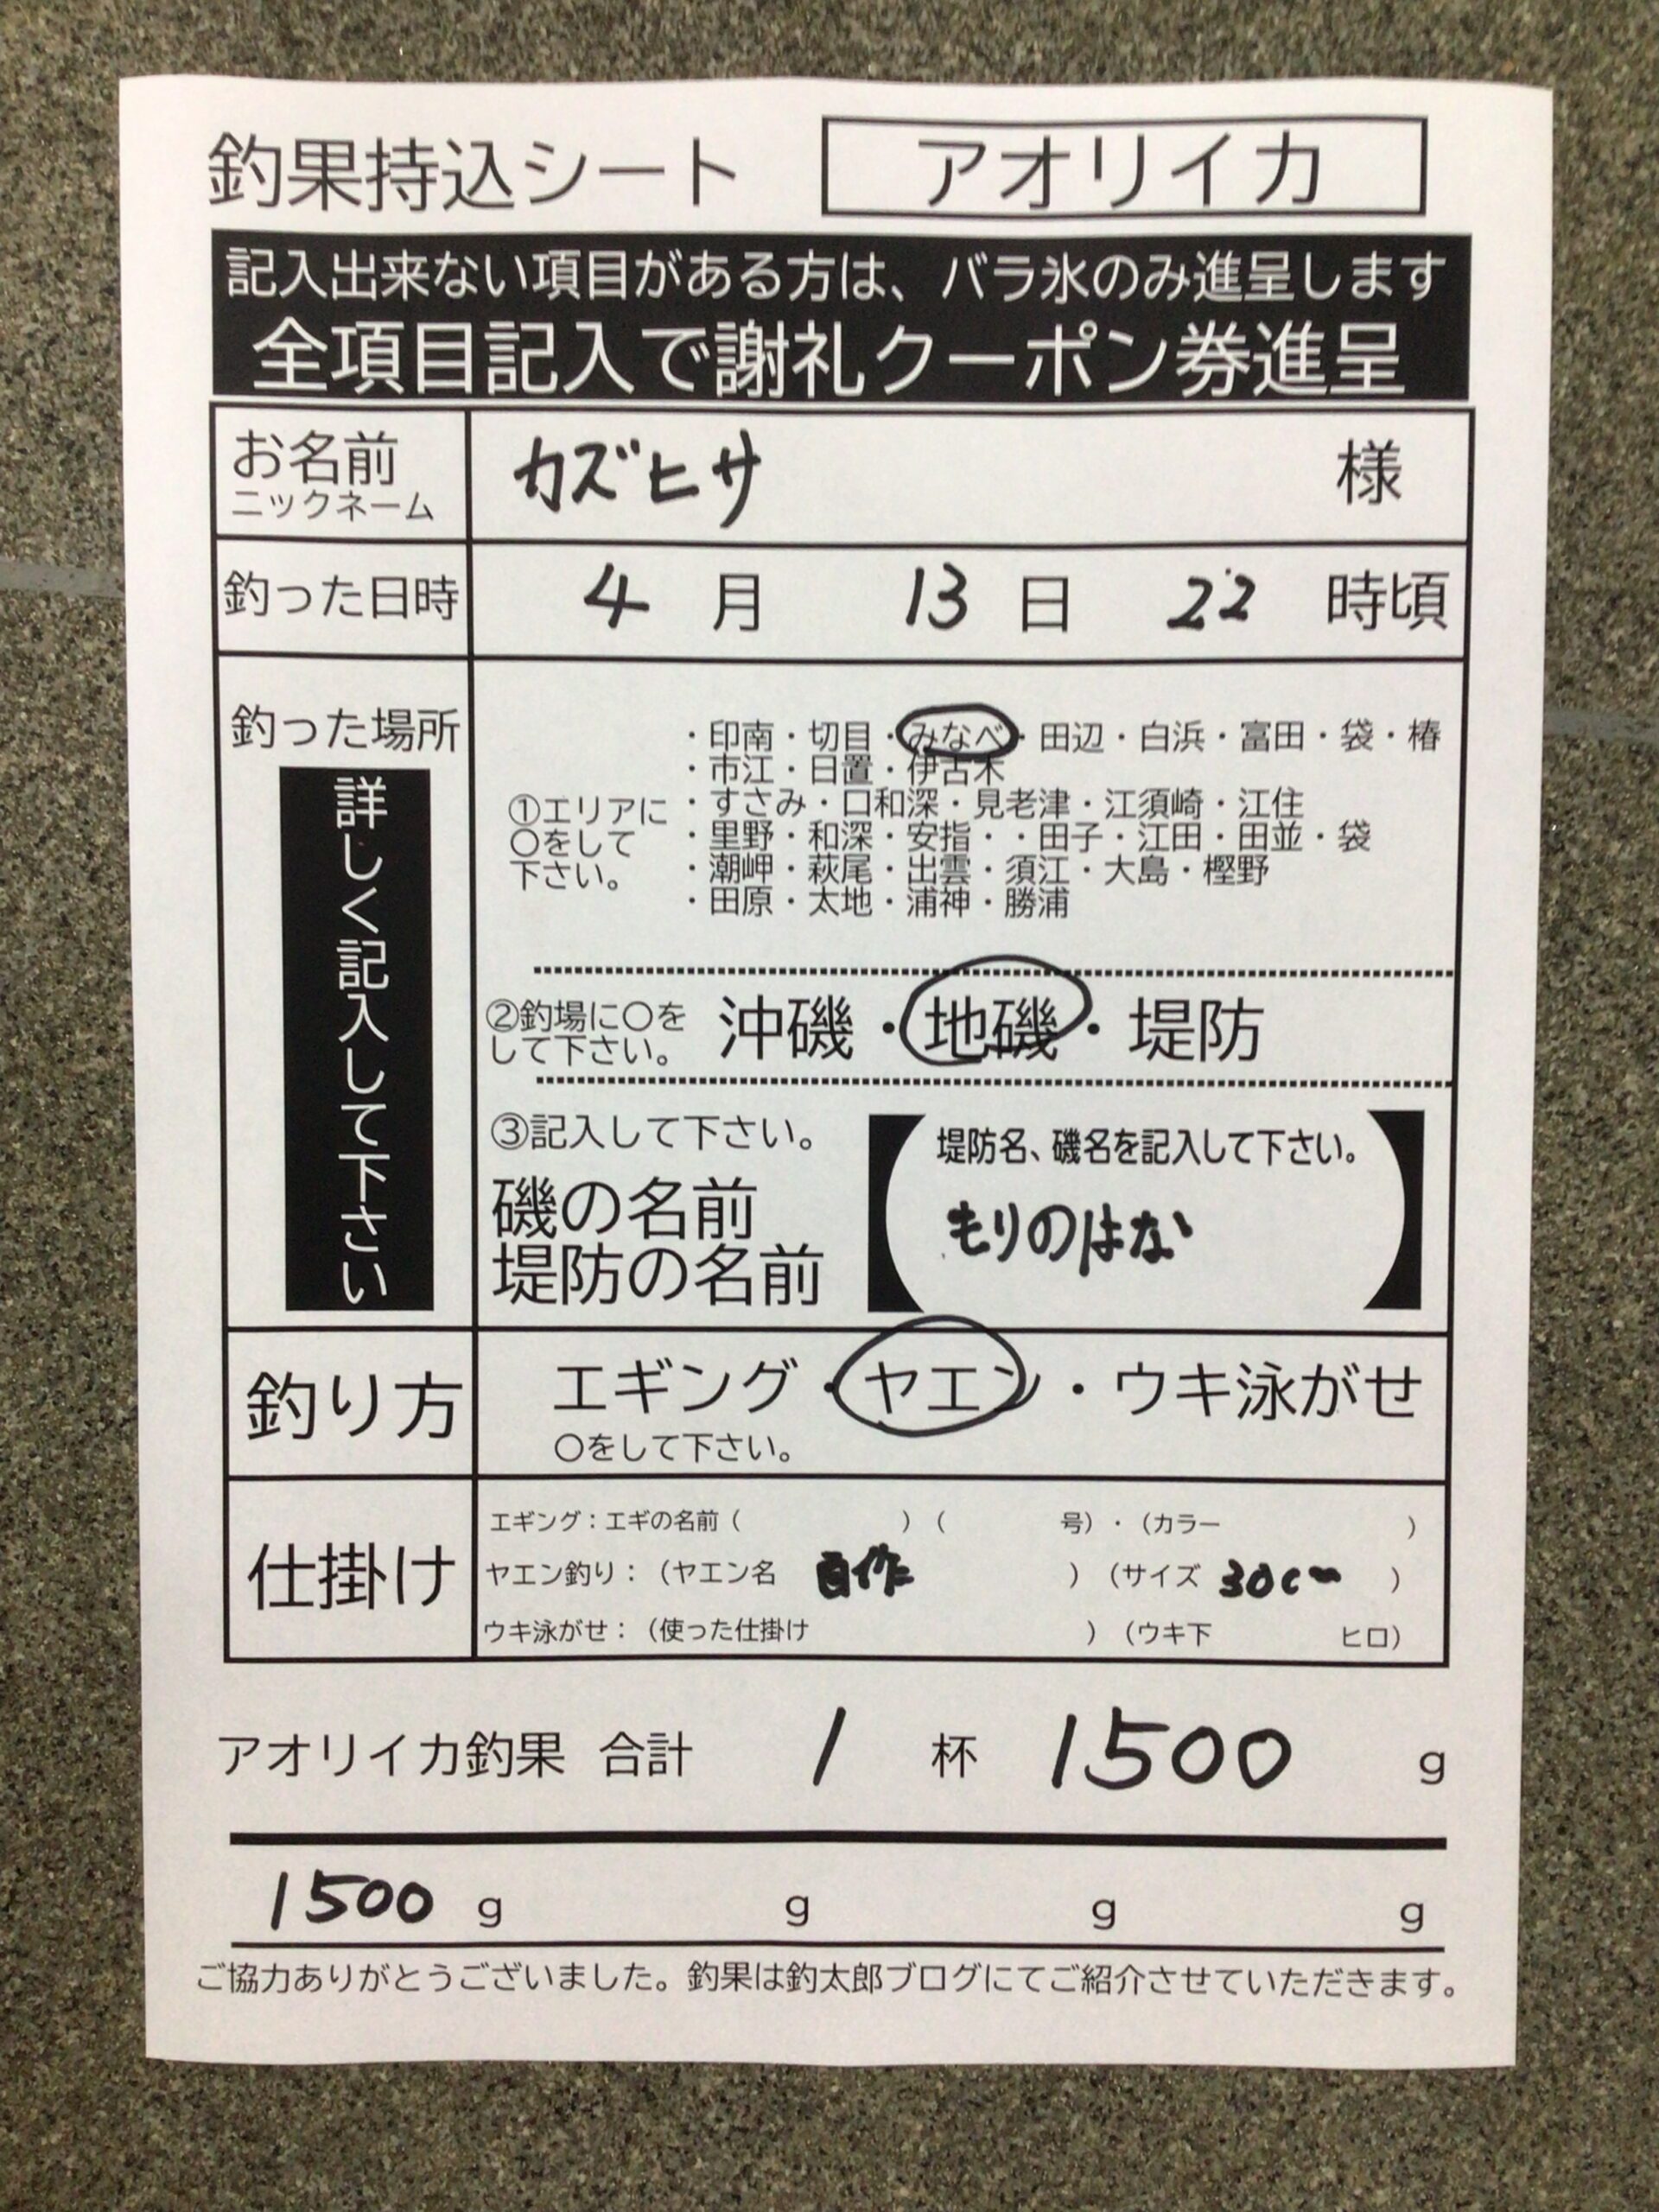 釣果持込シート アオリイカ
記入出来ない項目がある方は、バラ氷のみ進呈します
全項目記入で謝礼クーポン券進呈
お名前 カズヒサ 様
ニックネーム
釣った日時 4月 13日 22時頃
釣った場所
詳しく記入して下さい
①エリアに
〇をして
下さい。
・印南・切目・みなべ・田辺・白浜・富田・袋・椿
・市江・日置・伊古木
・すさみ・口和深・見老津・江須崎・江住
・里野・和深・安指・・田子・江田・田並・袋
・潮岬・萩尾・出雲・須江・大島・樫野
・田原・太地・浦神・勝浦
②釣場に〇を
して下さい。
沖磯・地磯・堤防
③記入して下さい。
磯の名前
堤防の名前
【堤防名、磯名を記入して下さい。
もりのはな】
釣り方 エギング・ヤエン・ウキ泳がせ
〇をして下さい。
仕掛け
エギング：エギの名前（ ）（ 号）・（カラー ）
ヤエン釣り：（ヤエン名 自作 ）（サイズ 30cm ）
ウキ泳がせ：（使った仕掛け ）（ウキ下 ヒロ）
アオリイカ釣果 合計 1 杯 1500 g
1500 g g g g
ご協力ありがとうございました。釣果は釣太郎ブログにてご紹介させていただきます。